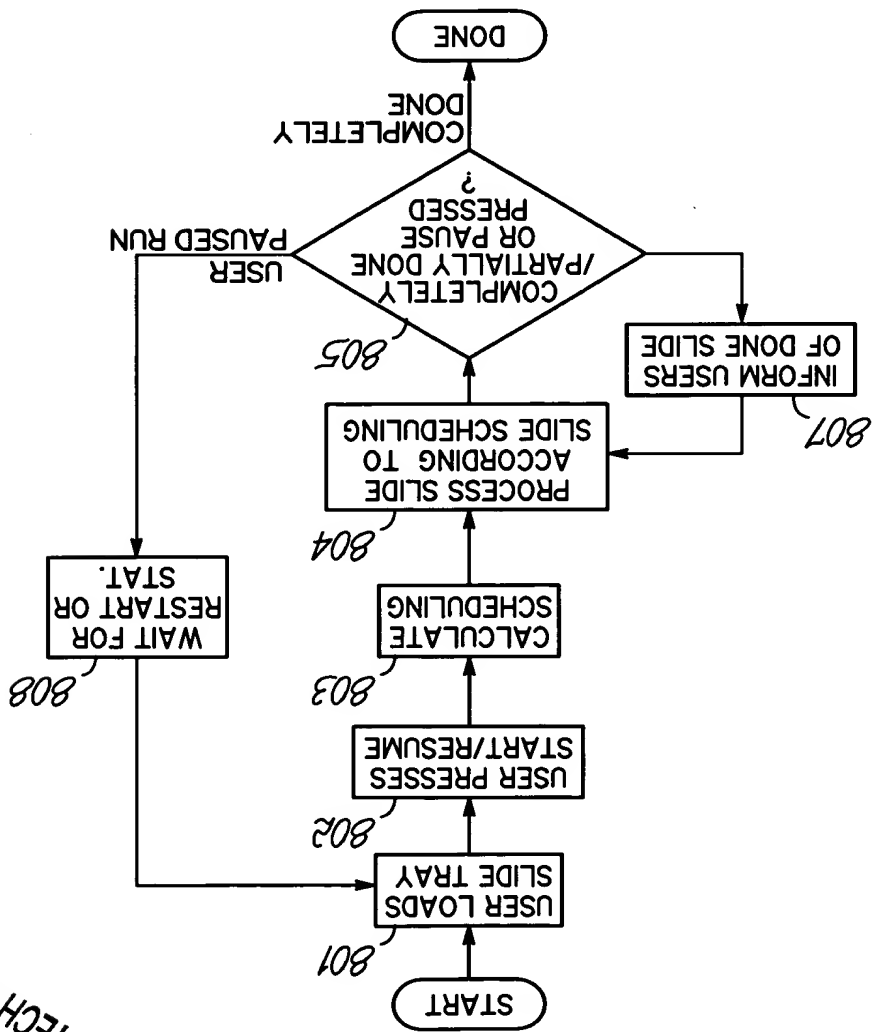 START
801
USER LOADS
SLIDE TRAY
802
USER PRESSES
START/RESUME
803
CALCULATE
SCHEDULING
804
PROCESS SLIDE
ACCORDING TO
SLIDE SCHEDULING
805
COMPLETELY
/PARTIALLY DONE
OR PAUSE
PRESSED
?
807
INFORM USERS
OF DONE SLIDE
USER
PAUSED RUN
808
WAIT FOR
RESTART OR
STAT.
COMPLETELY
DONE
DONE